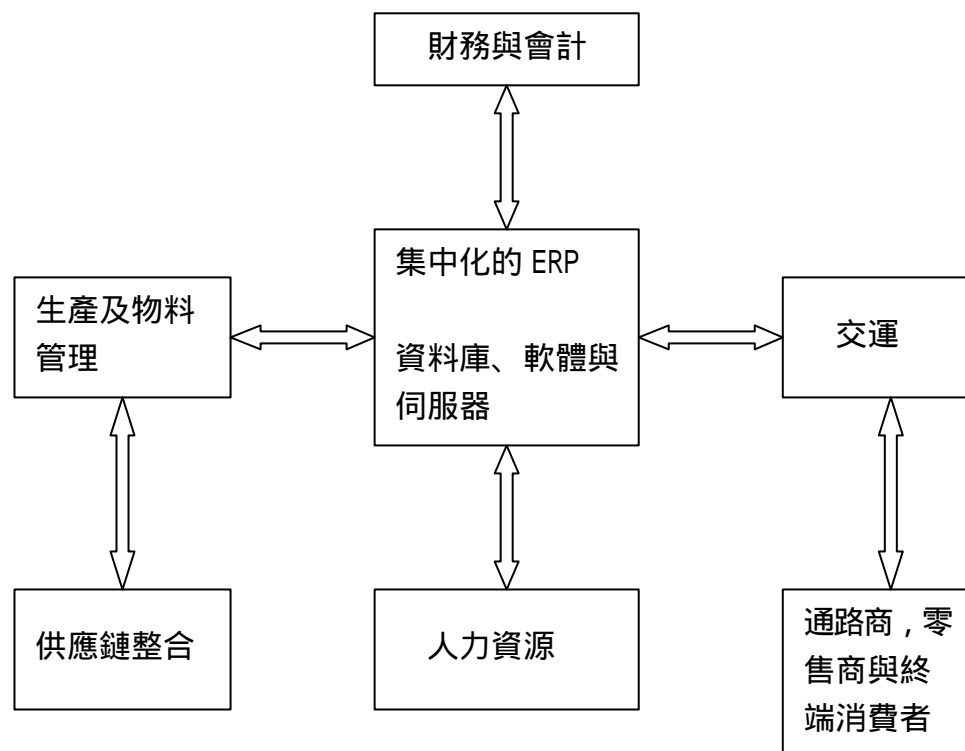 財務與會計
集中化的 ERP
資料庫、軟體與
伺服器
生產及物料
管理
交運
供應鏈整合
人力資源
通路商,零
售商與終
端消費者